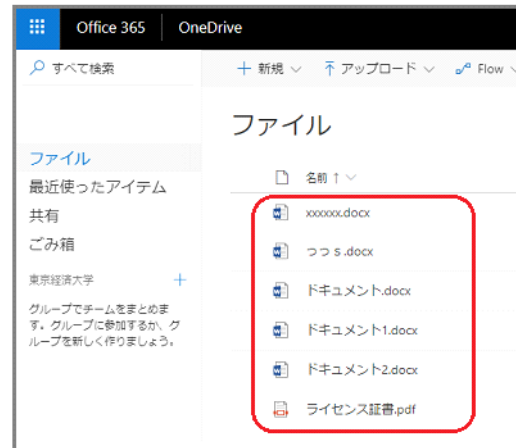 Office 365 OneDrive
すべて検索
新規 アップロード Flow
ファイル
最近使ったアイテム
共有
ごみ箱
東京経済大学
グループでチームをまとめま
す。グループに参加するか、グ
ループを新しく作りましょう。
ファイル
名前
xxxxxx.docx
つつ s .docx
ドキュメント.docx
ドキュメント1.docx
ドキュメント2.docx
ライセンス証書.pdf